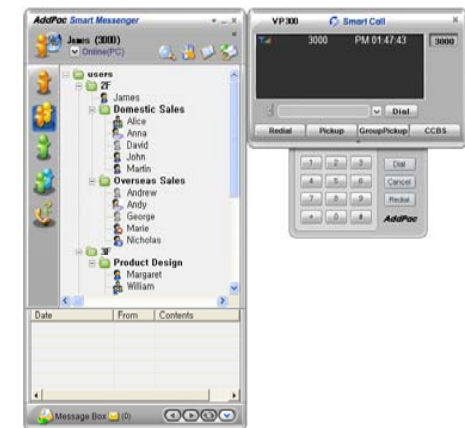 AddPac Smart Messenger
James (3000)
Online(PC)
users
2F
James
Domestic Sales
Alice
Anna
David
John
Martin
Overseas Sales
Andrew
Andy
George
Marie
Nicholas
3F
Product Design
Margaret
William
Date From Contents
Message Box (0)
VP300 Smart Call
3000 PM 01:47:43 3000
Dial
Redial Pickup GroupPickup CCBS
1 2 3 Dial
4 5 6 Cancel
7 8 9 Redial
* 0 # AddPac